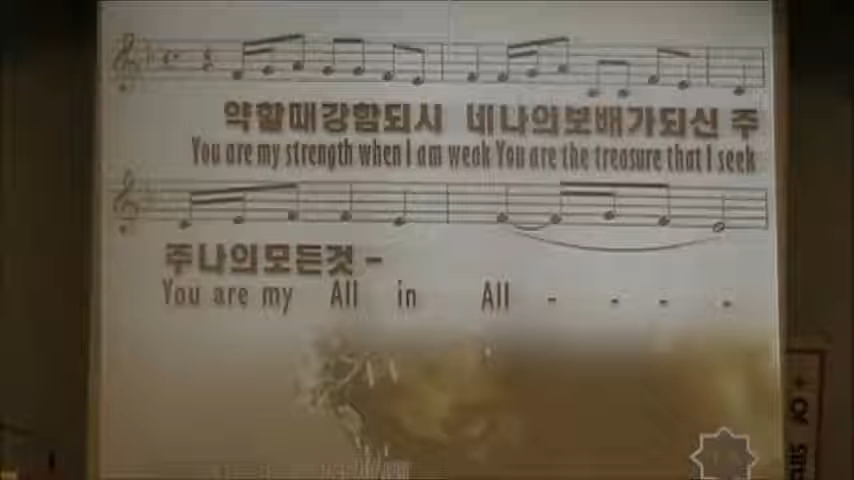 약할때강함되시 네나의보배가되신 주
You are my strength when I am weak You are the treasure that I seek
주나의모든것 -
You are my All in All - - - -